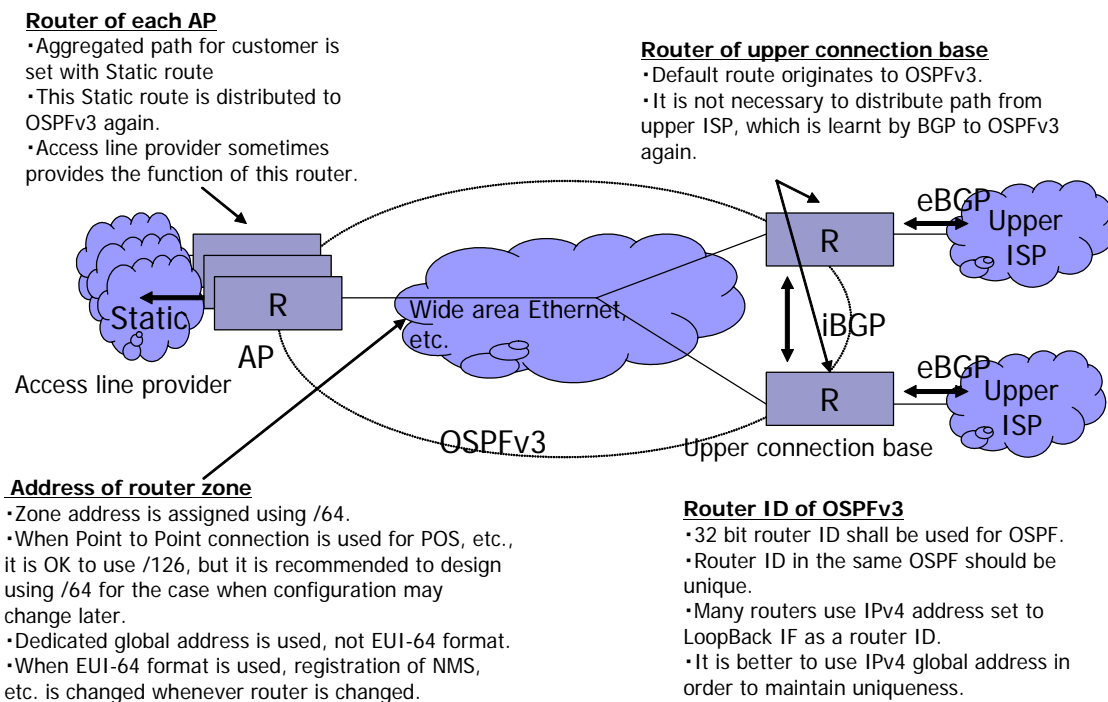 Router of each AP
・Aggregated path for customer is
set with Static route
・This Static route is distributed to
OSPFv3 again.
・Access line provider sometimes
provides the function of this router.
Router of upper connection base
・Default route originates to OSPFv3.
・It is not necessary to distribute path from
upper ISP, which is learnt by BGP to OSPFv3
again.
Static
R
AP
Access line provider
Wide area Ethernet,
etc.
OSPFv3
R
eBGP
Upper
ISP
iBGP
R
eBGP
Upper
ISP
Upper connection base
Address of router zone
・Zone address is assigned using /64.
・When Point to Point connection is used for POS, etc.,
it is OK to use /126, but it is recommended to design
using /64 for the case when configuration may
change later.
・Dedicated global address is used, not EUI-64 format.
・When EUI-64 format is used, registration of NMS,
etc. is changed whenever router is changed.
Router ID of OSPFv3
・32 bit router ID shall be used for OSPF.
・Router ID in the same OSPF should be
unique.
・Many routers use IPv4 address set to
LoopBack IF as a router ID.
・It is better to use IPv4 global address in
order to maintain uniqueness.